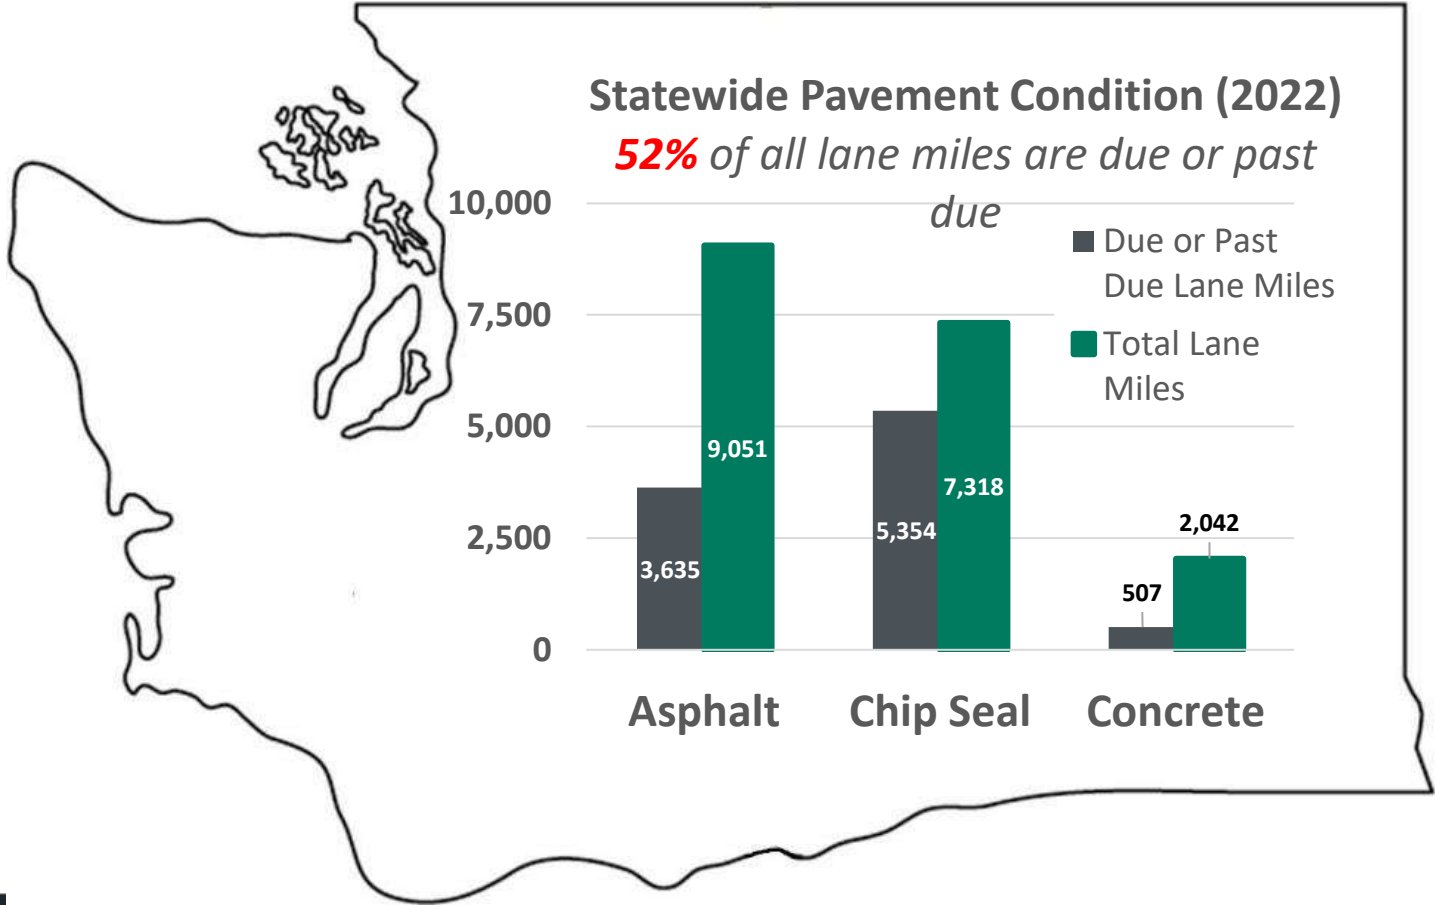 Statewide Pavement Condition (2022)
52% of all lane miles are due or past
due
10,000
7,500
5,000
2,500
0
Due or Past
Due Lane Miles
Total Lane
Miles
3,635
9,051
5,354
7,318
507
2,042
Asphalt
Chip Seal
Concrete